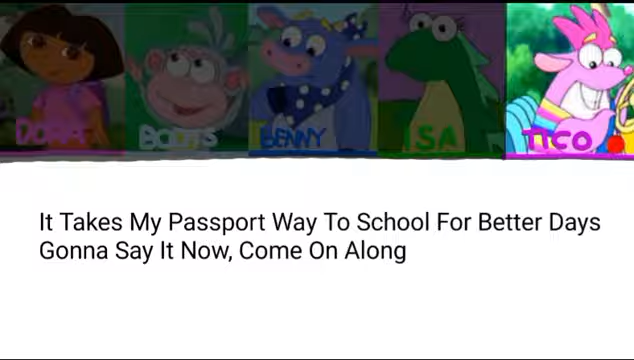 DORA BOOTS BENNY ISA TICO
It Takes My Passport Way To School For Better Days
Gonna Say It Now, Come On Along